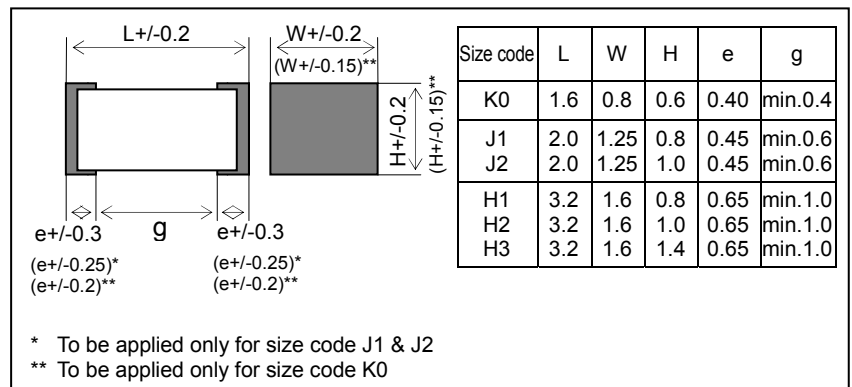 L+/-0.2
W+/-0.2
(W+/-0.15)**
H+/-0.2
(H+/-0.15)**
e+/-0.3
g
e+/-0.3
(e+/-0.25)*
(e+/-0.25)*
(e+/-0.2)**
(e+/-0.2)**
Size code L W H e g
K0 1.6 0.8 0.6 0.40 min.0.4
J1 2.0 1.25 0.8 0.45 min.0.6
J2 2.0 1.25 1.0 0.45 min.0.6
H1 3.2 1.6 0.8 0.65 min.1.0
H2 3.2 1.6 1.0 0.65 min.1.0
H3 3.2 1.6 1.4 0.65 min.1.0
* To be applied only for size code J1 & J2
** To be applied only for size code K0